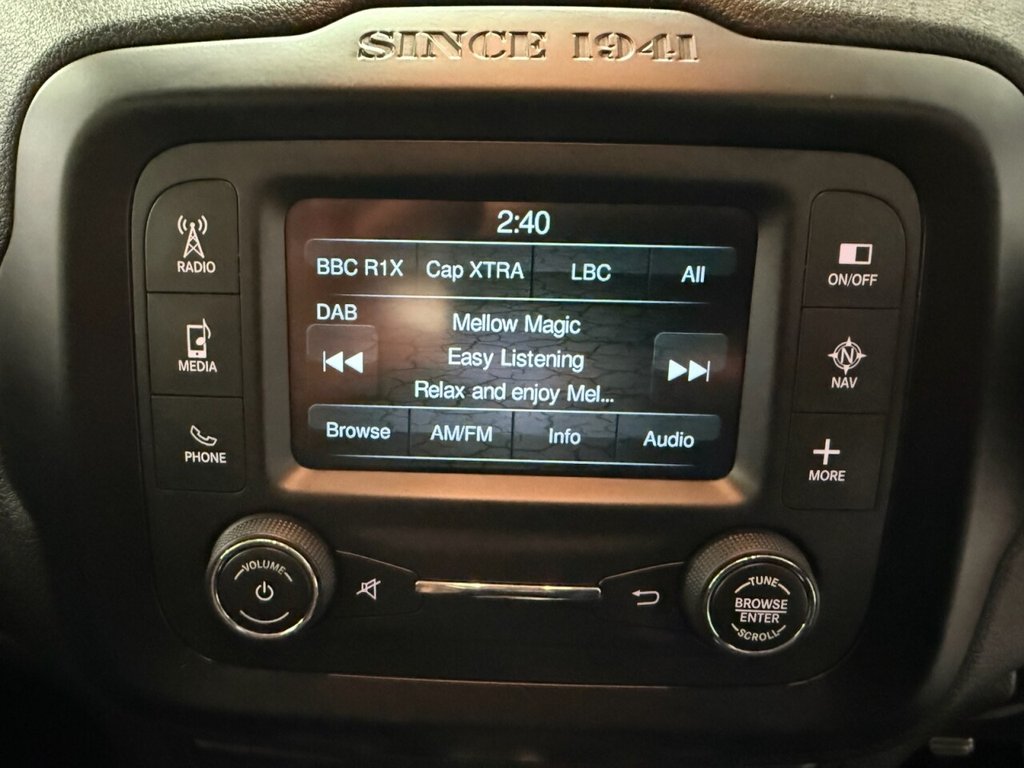 SINCE 1941
2:40
BBC R1X Cap XTRA LBC All
DAB
Mellow Magic
Easy Listening
Relax and enjoy Mel...
Browse AM/FM Info Audio
RADIO
MEDIA
PHONE
ON/OFF
N
NAV
MORE
VOLUME
TUNE
BROWSE
ENTER
SCROLL